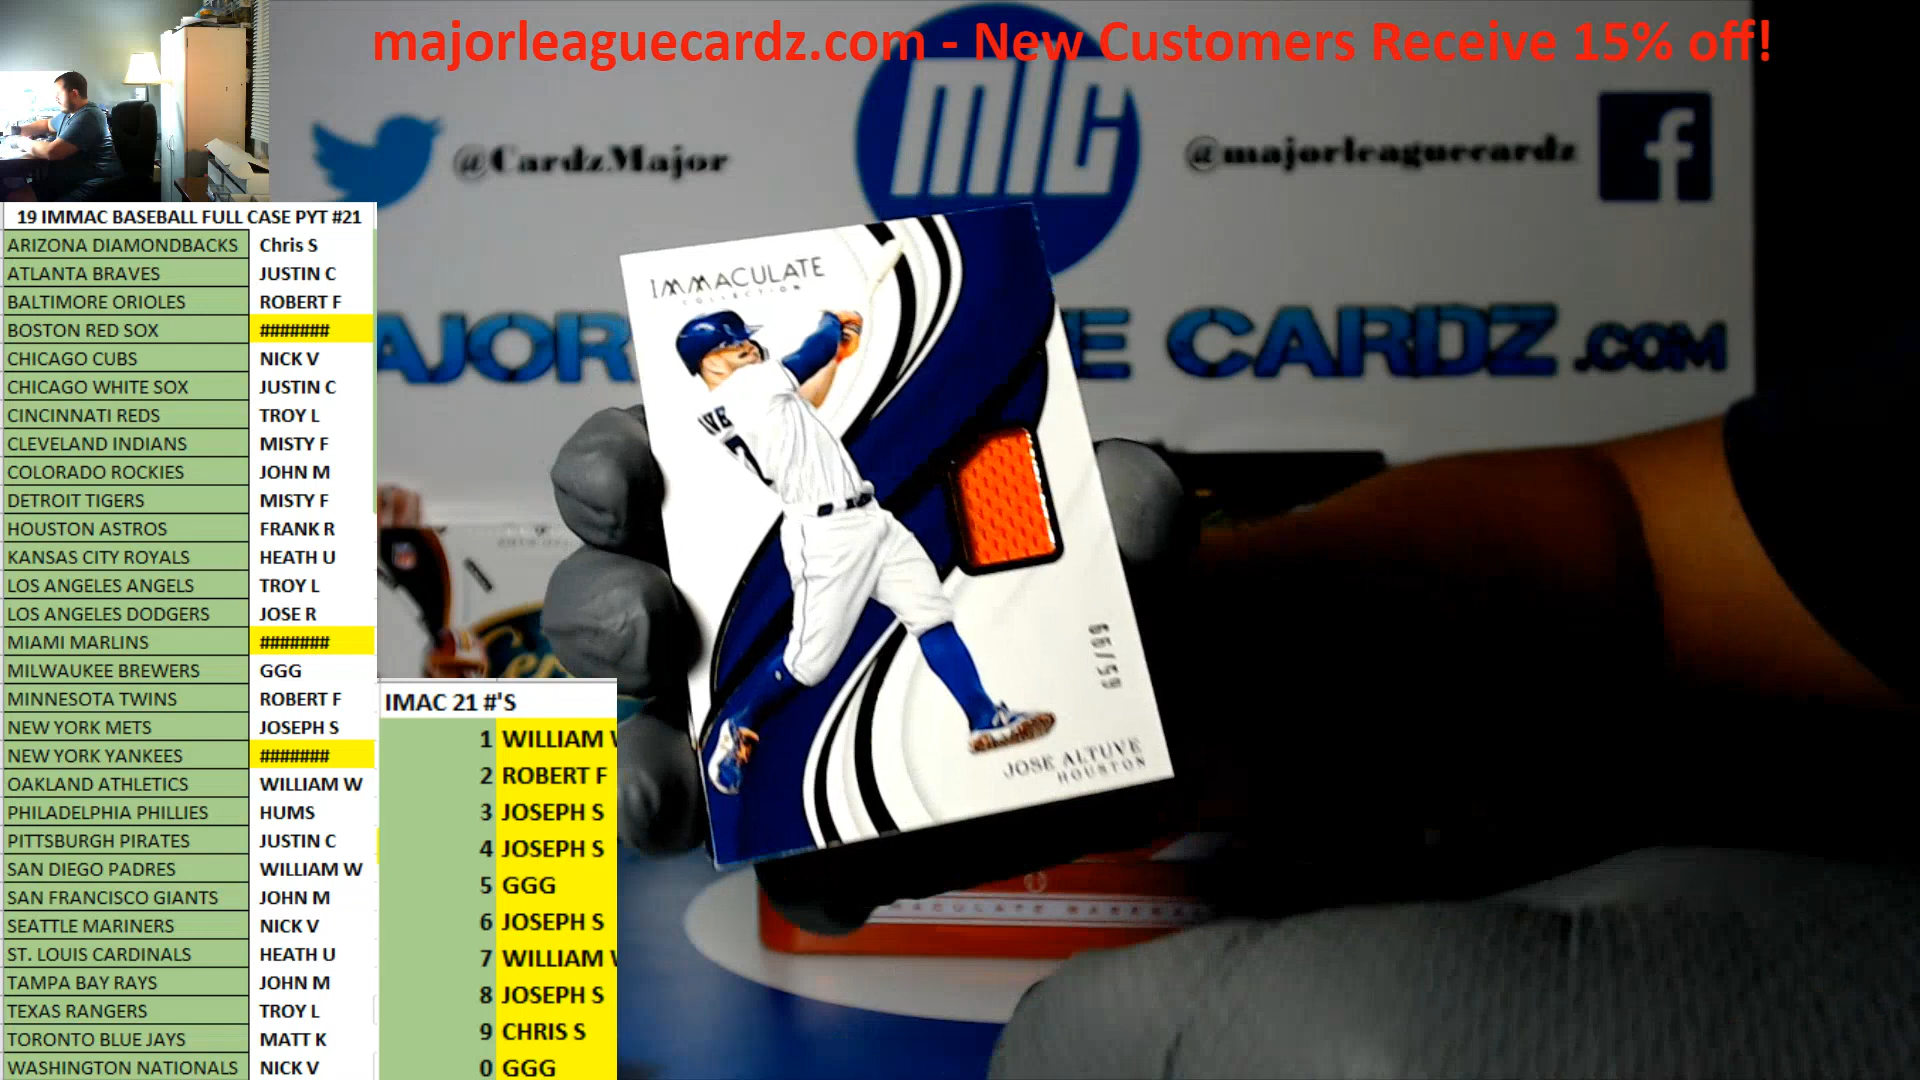 majorleaguecardz.com - New Customers Receive 15% off!
MLC
@CardzMajor
@majorleaguecardz
f
AJOR
E CARDZ.COM
19 IMMAC BASEBALL FULL CASE PYT #21
ARIZONA DIAMONDBACKS Chris S
ATLANTA BRAVES JUSTIN C
BALTIMORE ORIOLES ROBERT F
BOSTON RED SOX #######
CHICAGO CUBS NICK V
CHICAGO WHITE SOX JUSTIN C
CINCINNATI REDS TROY L
CLEVELAND INDIANS MISTY F
COLORADO ROCKIES JOHN M
DETROIT TIGERS MISTY F
HOUSTON ASTROS FRANK R
KANSAS CITY ROYALS HEATH U
LOS ANGELES ANGELS TROY L
LOS ANGELES DODGERS JOSE R
MIAMI MARLINS #######
MILWAUKEE BREWERS GGG
MINNESOTA TWINS ROBERT F
NEW YORK METS JOSEPH S
NEW YORK YANKEES #######
OAKLAND ATHLETICS WILLIAM W
PHILADELPHIA PHILLIES HUMS
PITTSBURGH PIRATES JUSTIN C
SAN DIEGO PADRES WILLIAM W
SAN FRANCISCO GIANTS JOHN M
SEATTLE MARINERS NICK V
ST. LOUIS CARDINALS HEATH U
TAMPA BAY RAYS JOHN M
TEXAS RANGERS TROY L
TORONTO BLUE JAYS MATT K
WASHINGTON NATIONALS NICK V
IMAC 21 #'S
1 WILLIAM W
2 ROBERT F
3 JOSEPH S
4 JOSEPH S
5 GGG
6 JOSEPH S
7 WILLIAM W
8 JOSEPH S
9 CHRIS S
0 GGG
IMMACULATE
COLLECTION
JOSE ALTUVE
HOUSTON